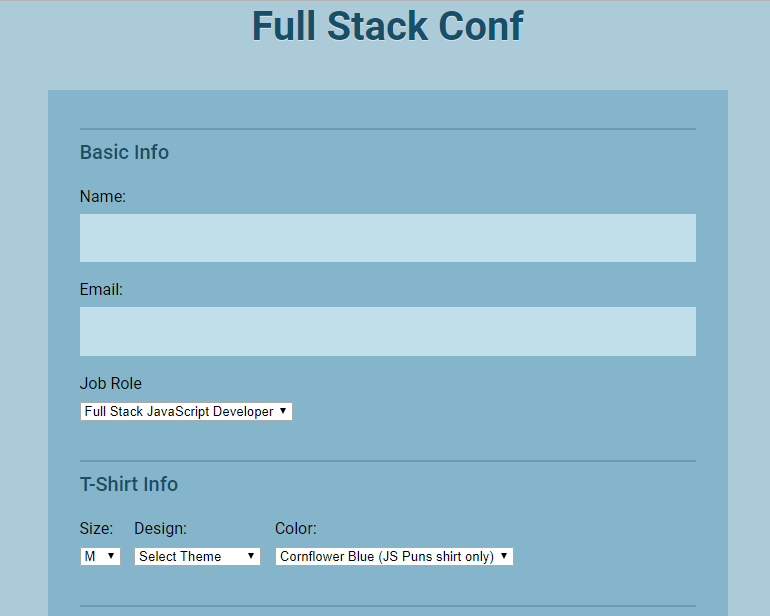 Full Stack Conf
Basic Info
Name:
Email:
Job Role
Full Stack JavaScript Developer
T-Shirt Info
Size: Design: Color:
M Select Theme Cornflower Blue (JS Puns shirt only)